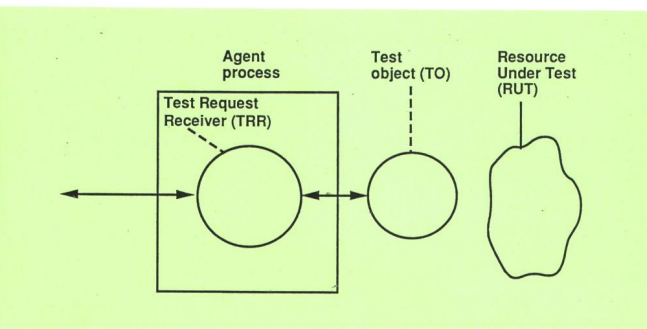 Agent
process
Test
object (TO)
Resource
Under Test
(RUT)
Test Request
Receiver (TRR)